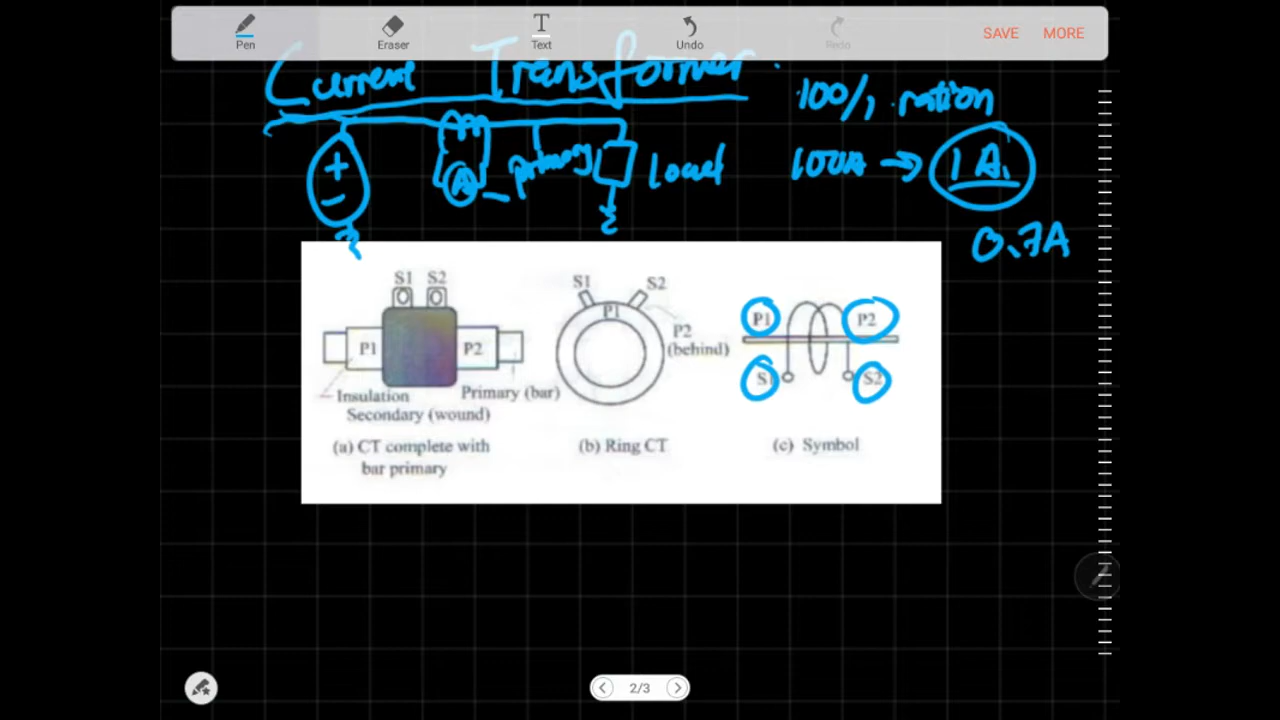 Pen Eraser Text Undo Redo SAVE MORE
Current Transformer
100/1 ration
100A → 1 A.
0.7A
+
-
A primary
Load
S1 S2
P1 P2
Insulation
Primary (bar)
Secondary (wound)
(a) CT complete with
bar primary
S1 S2
P1
P2
(behind)
(b) Ring CT
P1 P2
S1 S2
(c) Symbol
2/3